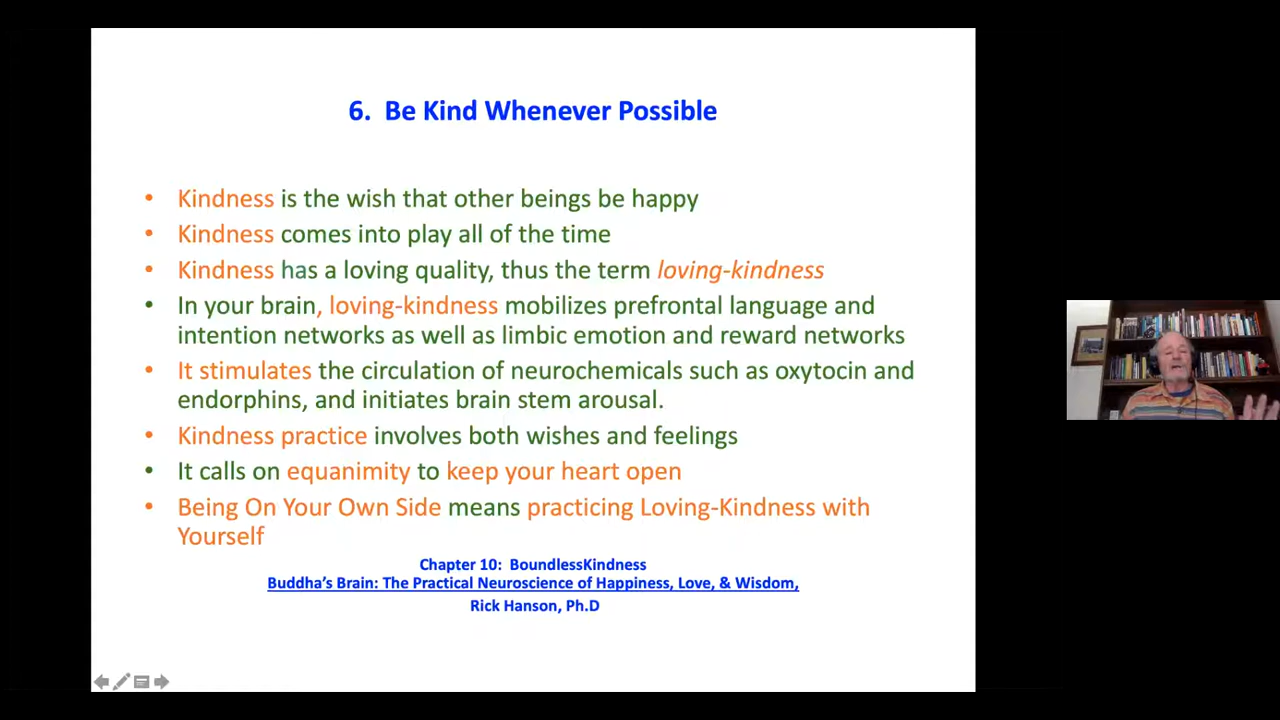 6. Be Kind Whenever Possible
• Kindness is the wish that other beings be happy
• Kindness comes into play all of the time
• Kindness has a loving quality, thus the term loving-kindness
• In your brain, loving-kindness mobilizes prefrontal language and
intention networks as well as limbic emotion and reward networks
• It stimulates the circulation of neurochemicals such as oxytocin and
endorphins, and initiates brain stem arousal.
• Kindness practice involves both wishes and feelings
• It calls on equanimity to keep your heart open
• Being On Your Own Side means practicing Loving-Kindness with
Yourself
Chapter 10: BoundlessKindness
Buddha's Brain: The Practical Neuroscience of Happiness, Love, & Wisdom,
Rick Hanson, Ph.D